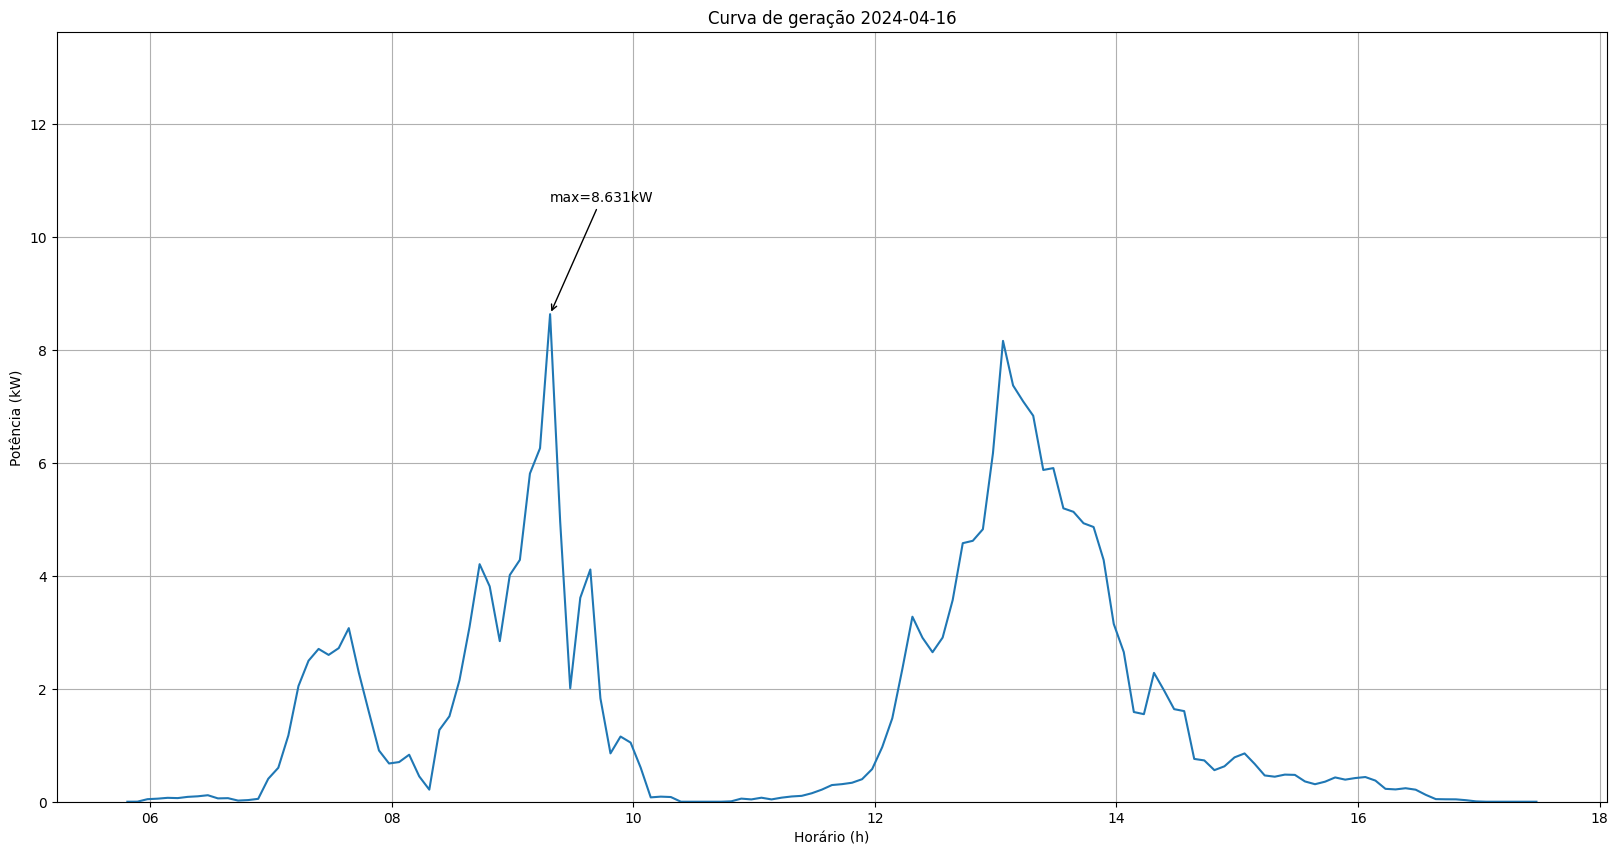 Curva de geração 2024-04-16
12
10
8
6
4
2
0
Potência (kW)
max=8.631kW
06 08 10 12 14 16 18
Horário (h)